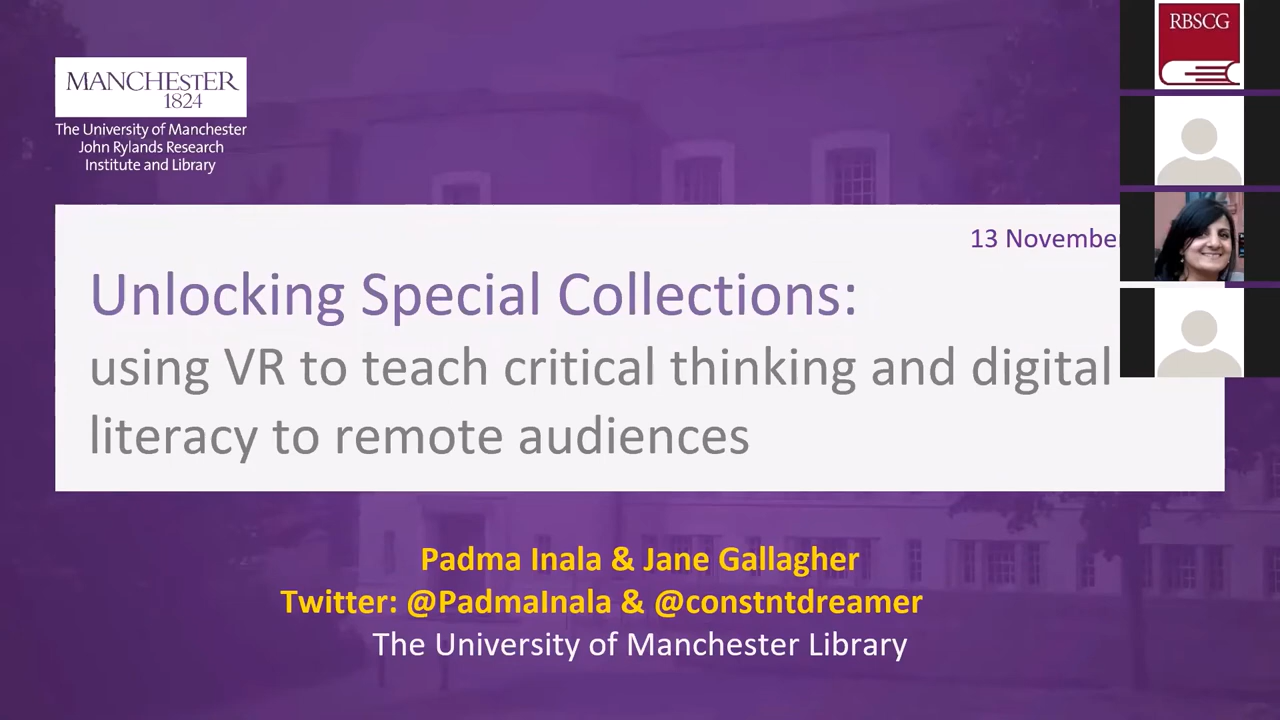 MANCHESTER
1824
The University of Manchester
John Rylands Research
Institute and Library
RBSCG
13 Novembe
Unlocking Special Collections:
using VR to teach critical thinking and digital
literacy to remote audiences
Padma Inala & Jane Gallagher
Twitter: @PadmaInala & @constntdreamer
The University of Manchester Library